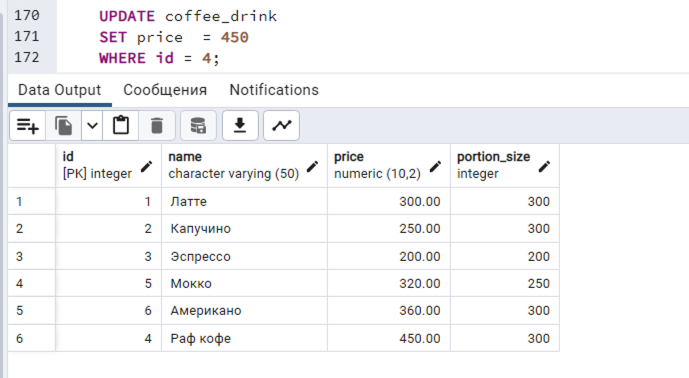 170 UPDATE coffee_drink
171 SET price = 450
172 WHERE id = 4;
Data Output Сообщения Notifications
id name price portion_size
[PK] integer character varying (50) numeric (10,2) integer
1 1 Латте 300.00 300
2 2 Капучино 250.00 300
3 3 Эспрессо 200.00 200
4 5 Мокко 320.00 250
5 6 Американо 360.00 300
6 4 Раф кофе 450.00 300